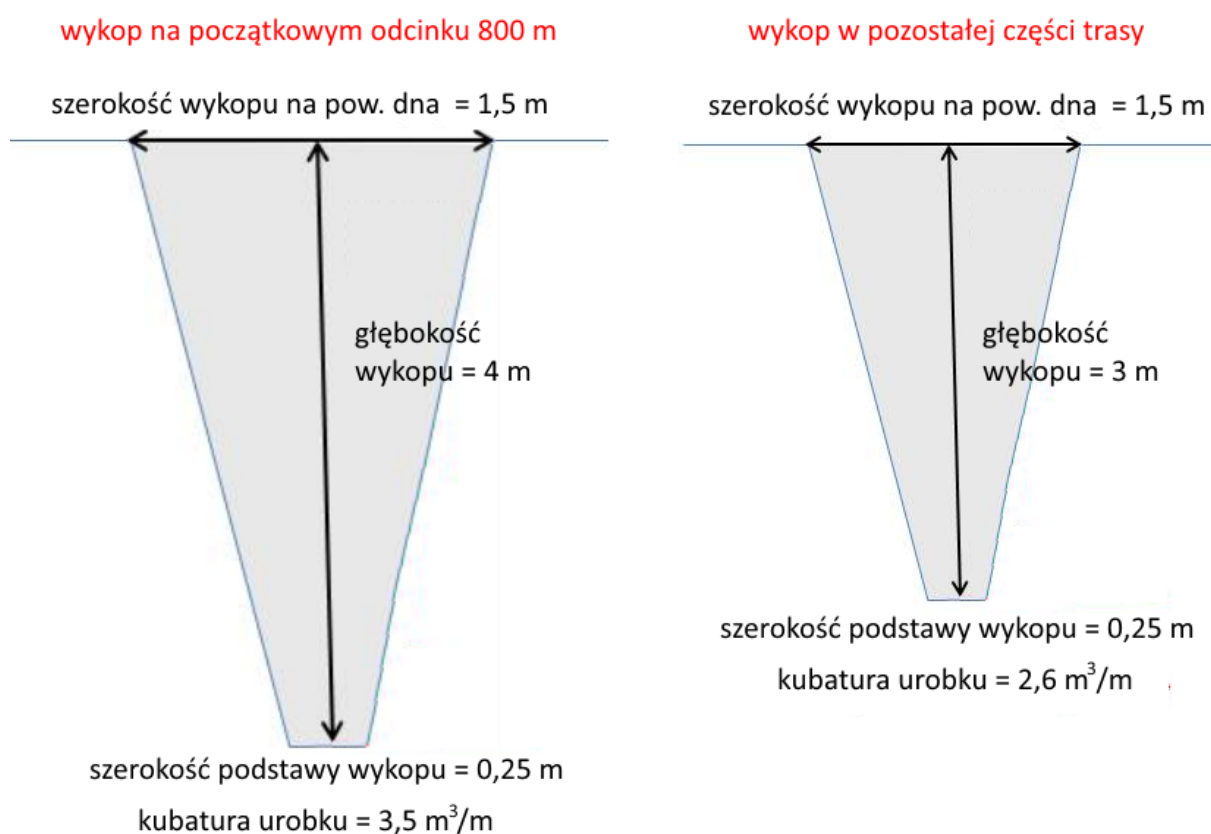 wykop na początkowym odcinku 800 m
szerokość wykopu na pow. dna = 1,5 m
głębokość
wykopu = 4 m
szerokość podstawy wykopu = 0,25 m
kubatura urobku = 3,5 m³/m
wykop w pozostałej części trasy
szerokość wykopu na pow. dna = 1,5 m
głębokość
wykopu = 3 m
szerokość podstawy wykopu = 0,25 m
kubatura urobku = 2,6 m³/m